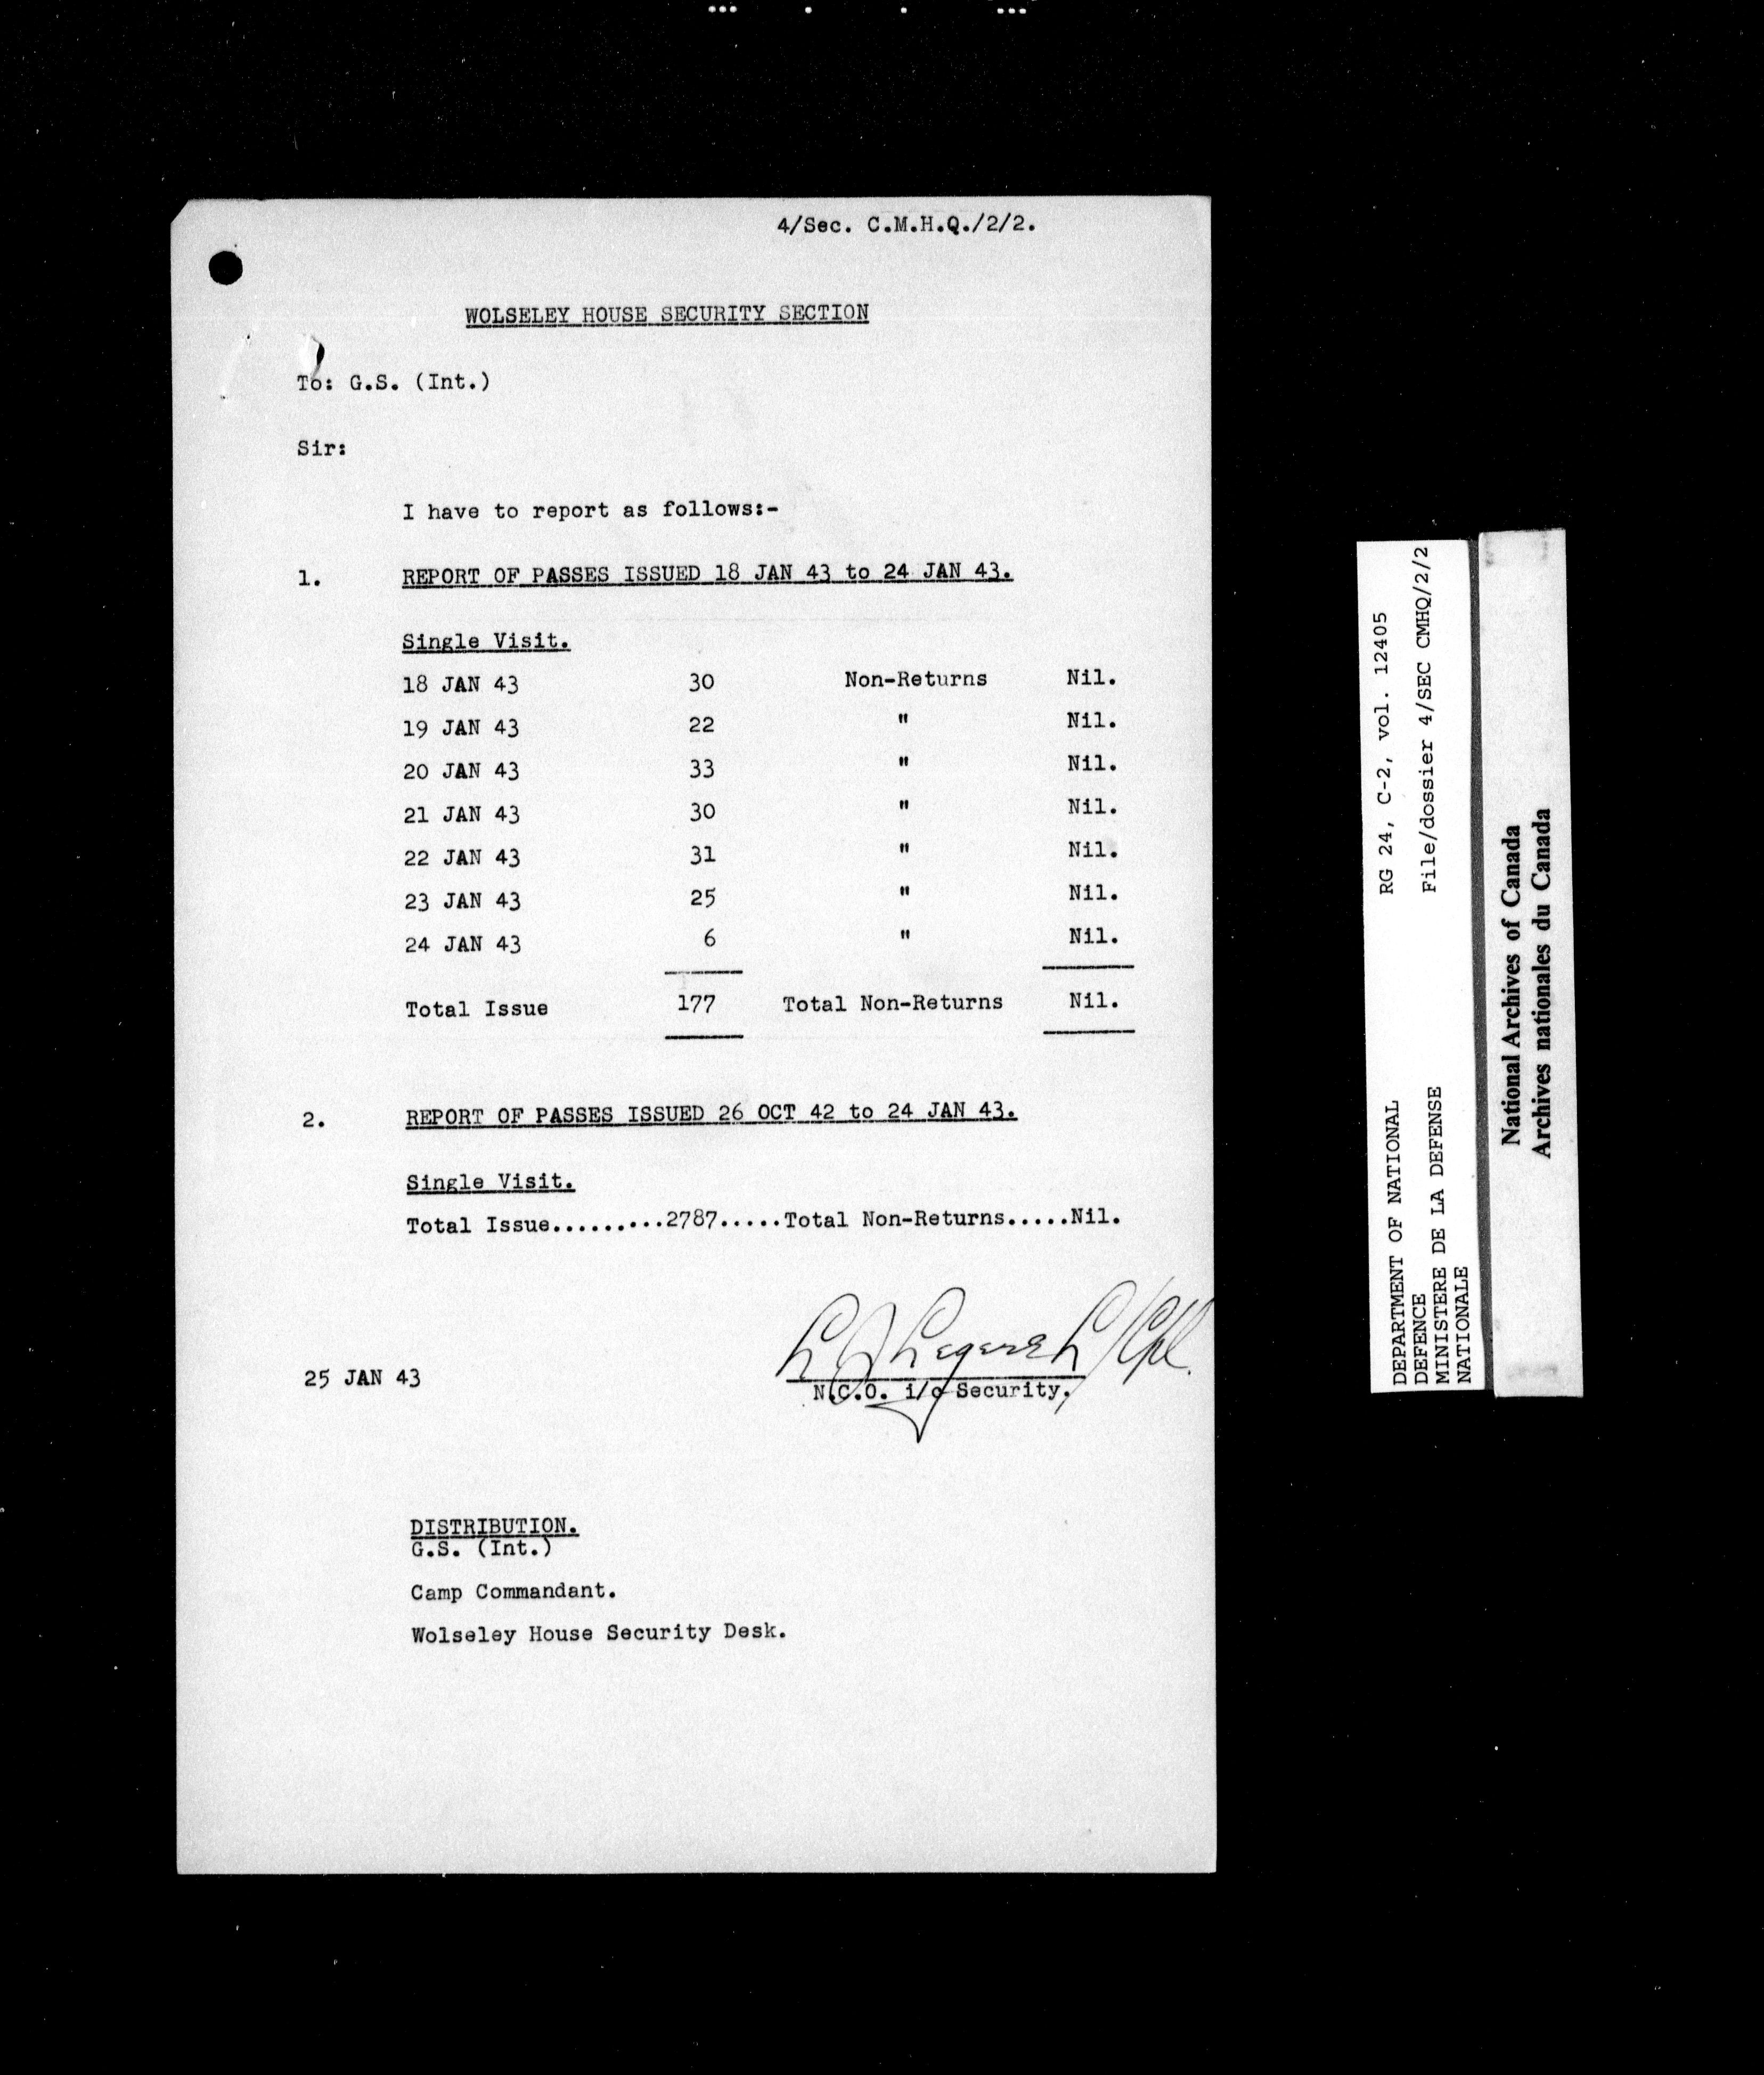 4/Sec. C.M.H.Q./2/2.
WOLSELEY HOUSE SECURITY SECTION
To: G.S. (Int.)
Sir:
I have to report as follows:-
1. REPORT OF PASSES ISSUED 18 JAN 43 to 24 JAN 43.
Single Visit.
18 JAN 43 30 Non-Returns Nil.
19 JAN 43 22 " Nil.
20 JAN 43 33 " Nil.
21 JAN 43 30 " Nil.
22 JAN 43 31 " Nil.
23 JAN 43 25 " Nil.
24 JAN 43 6 " Nil.
Total Issue 177 Total Non-Returns Nil.
2. REPORT OF PASSES ISSUED 26 OCT 42 to 24 JAN 43.
Single Visit.
Total Issue..........2787.....Total Non-Returns.....Nil.
L/Cpl.
25 JAN 43
N.C.O. i/c Security.
DISTRIBUTION.
G.S. (Int.)
Camp Commandant.
Wolseley House Security Desk.
DEPARTMENT OF NATIONAL RG 24, C-2, vol. 12405
DEFENCE File/dossier 4/SEC CMHQ/2/2
MINISTERE DE LA DEFENSE
NATIONALE
National Archives of Canada
Archives nationales du Canada